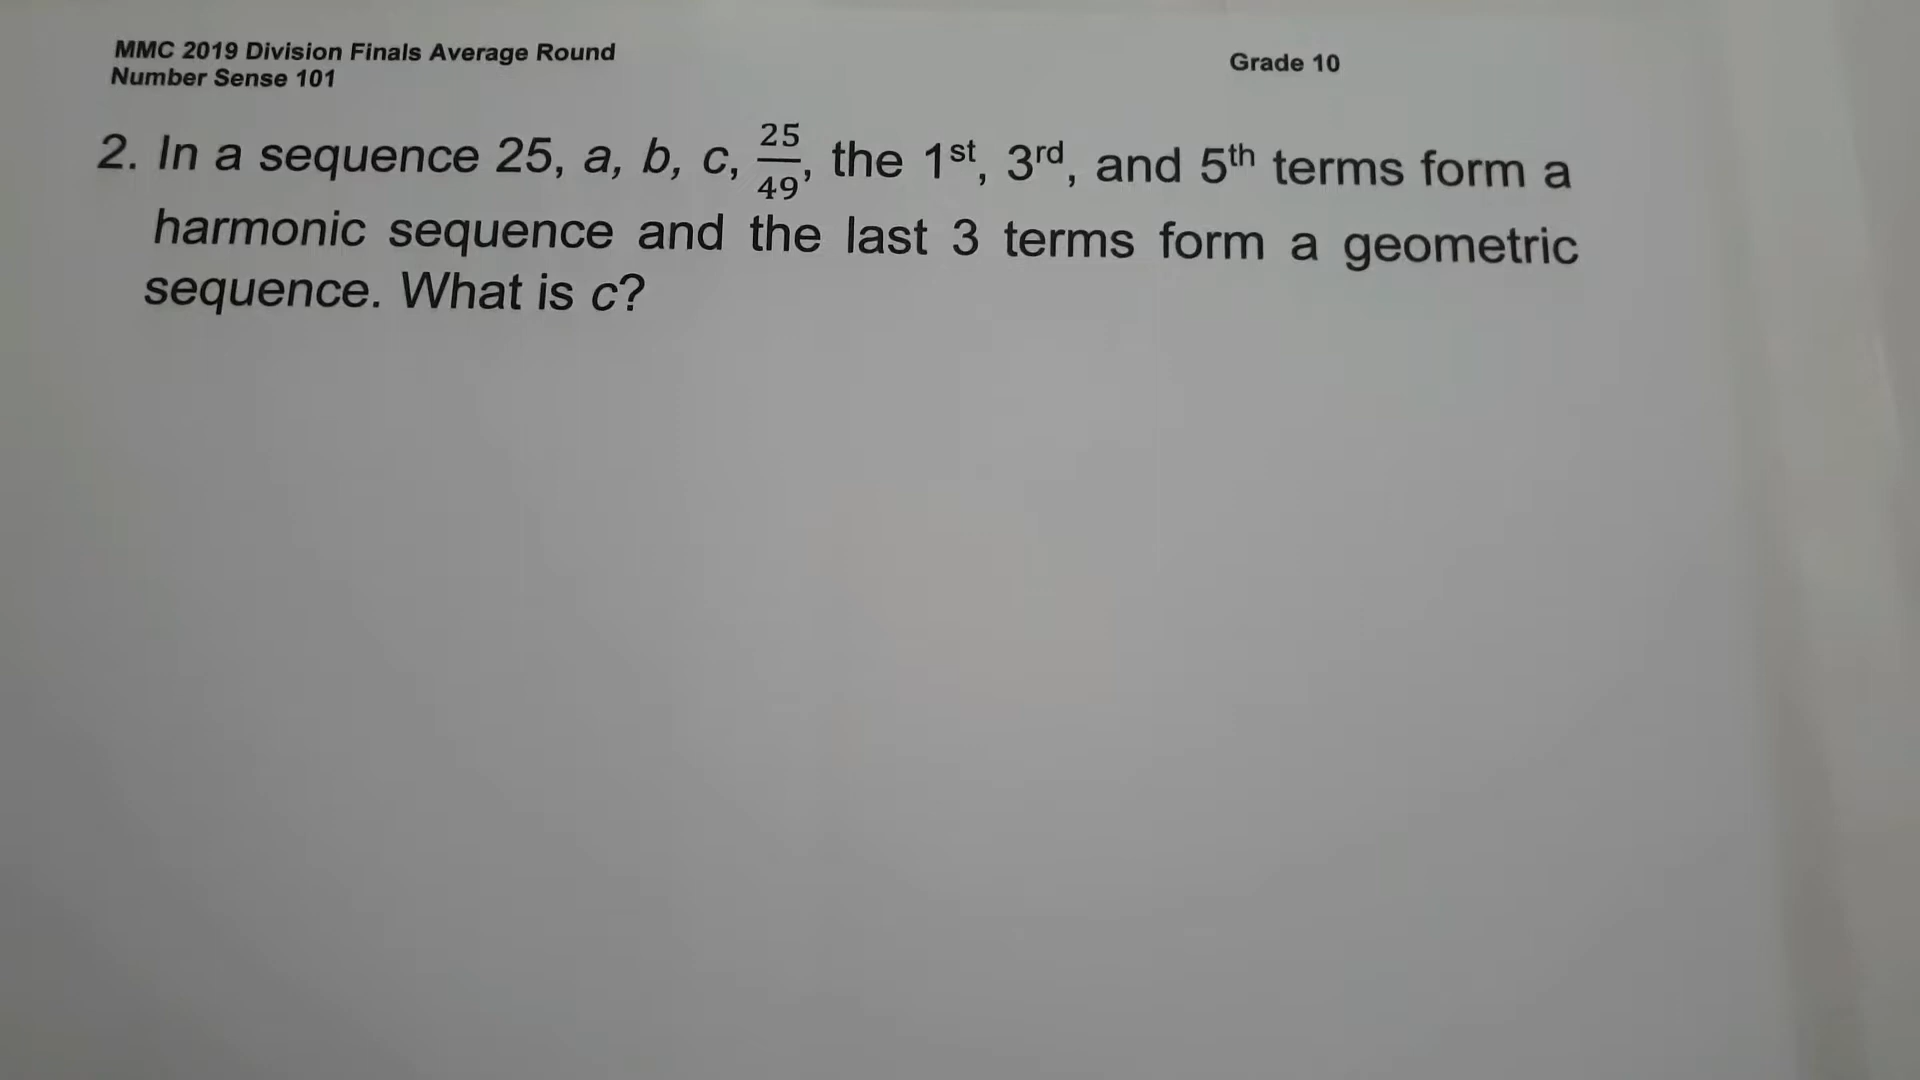 MMC 2019 Division Finals Average Round
Number Sense 101
Grade 10
2. In a sequence 25, a, b, c, 25/49, the 1st, 3rd, and 5th terms form a
harmonic sequence and the last 3 terms form a geometric
sequence. What is c?